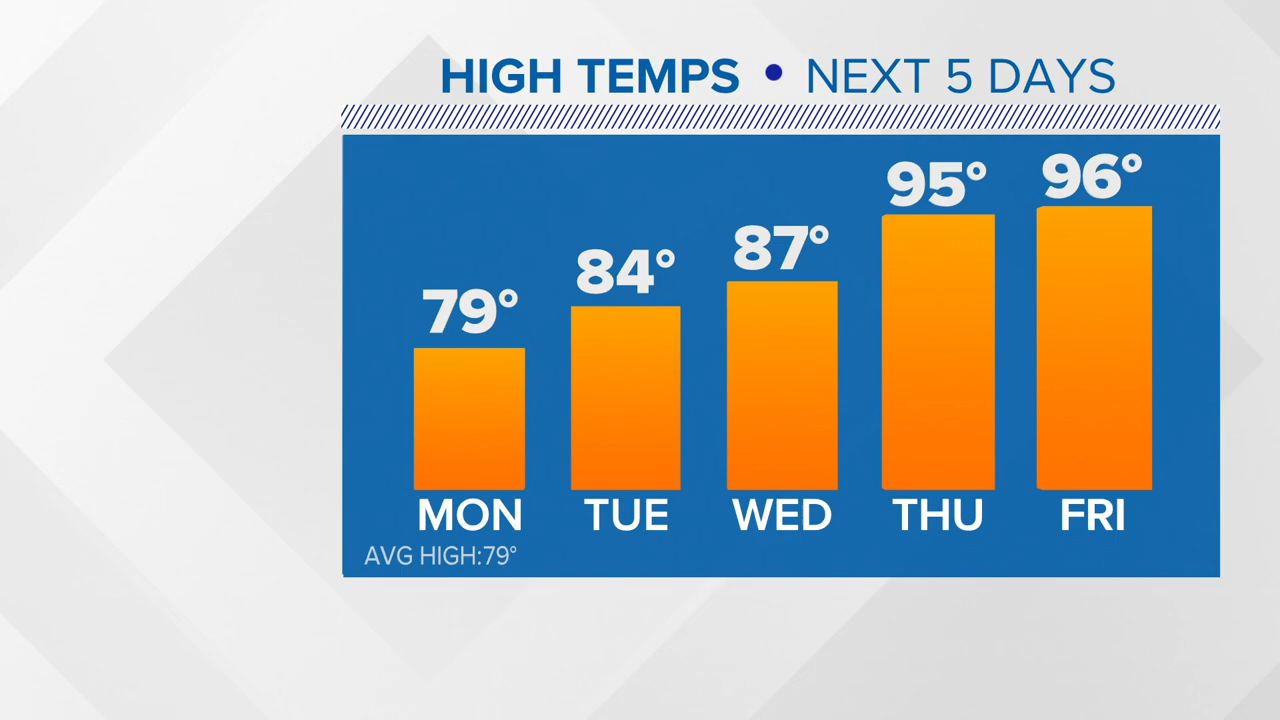 HIGH TEMPS • NEXT 5 DAYS
79° 84° 87° 95° 96°
MON TUE WED THU FRI
AVG HIGH:79°